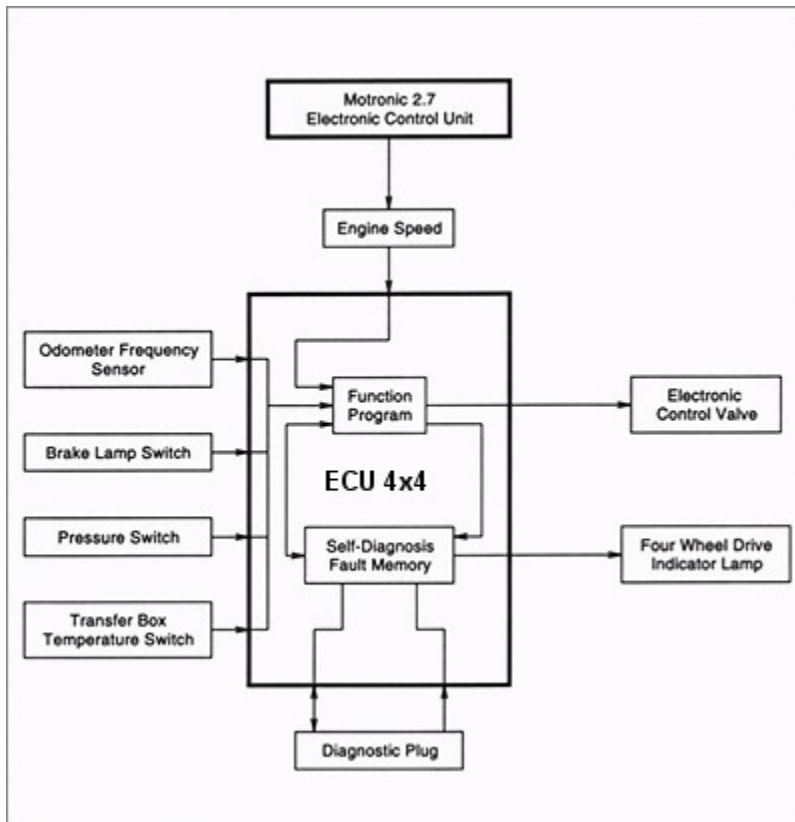 Motronic 2.7
Electronic Control Unit
Engine Speed
Odometer Frequency
Sensor
Function
Program
Electronic
Control Valve
Brake Lamp Switch
ECU 4x4
Pressure Switch
Self-Diagnosis
Fault Memory
Four Wheel Drive
Indicator Lamp
Transfer Box
Temperature Switch
Diagnostic Plug